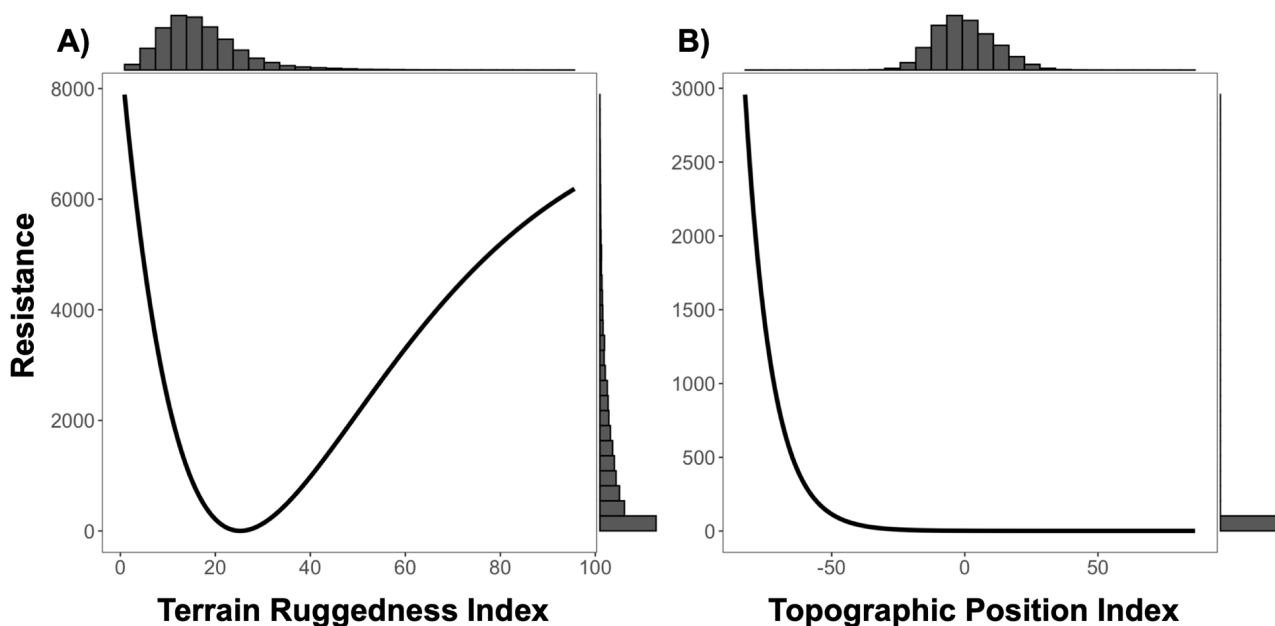 A)
8000
6000
4000
2000
0
Resistance
0 20 40 60 80 100
Terrain Ruggedness Index
B)
3000
2500
2000
1500
1000
500
0
-50 0 50
Topographic Position Index